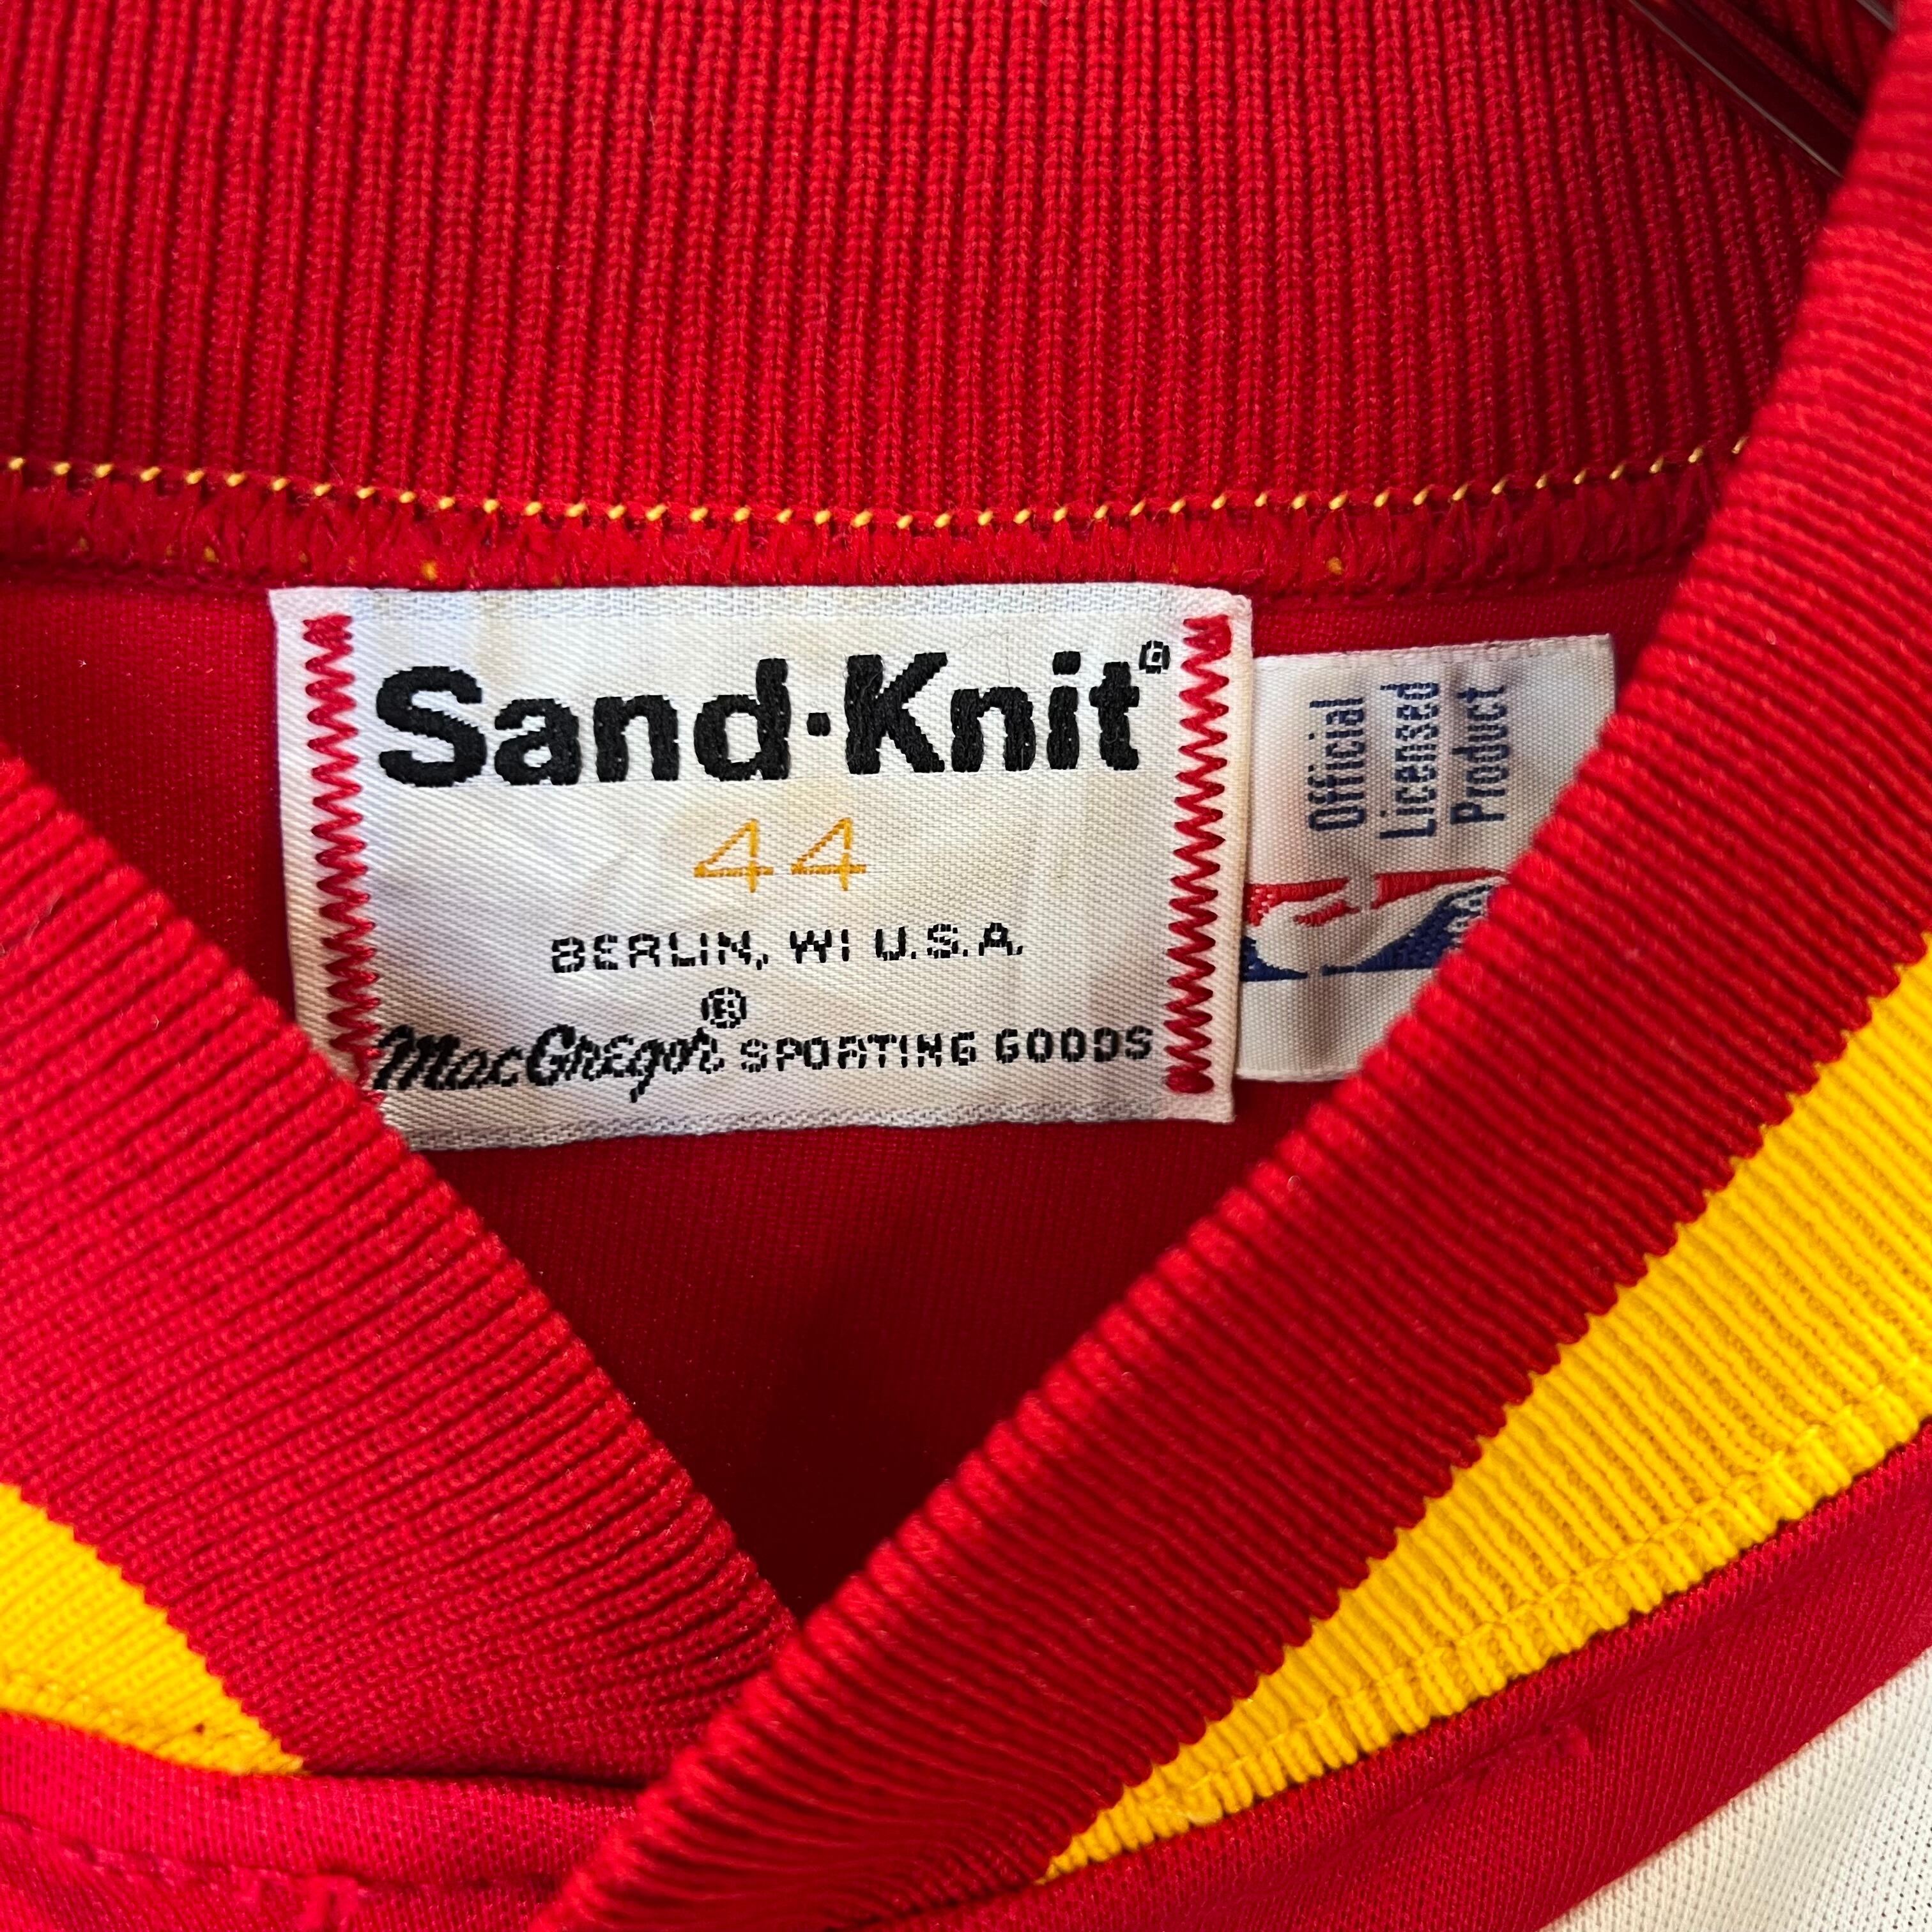 Sand·Knit®
44
BERLIN, WI U.S.A.
®
MacGregor SPORTING GOODS
Official
Licensed
Product